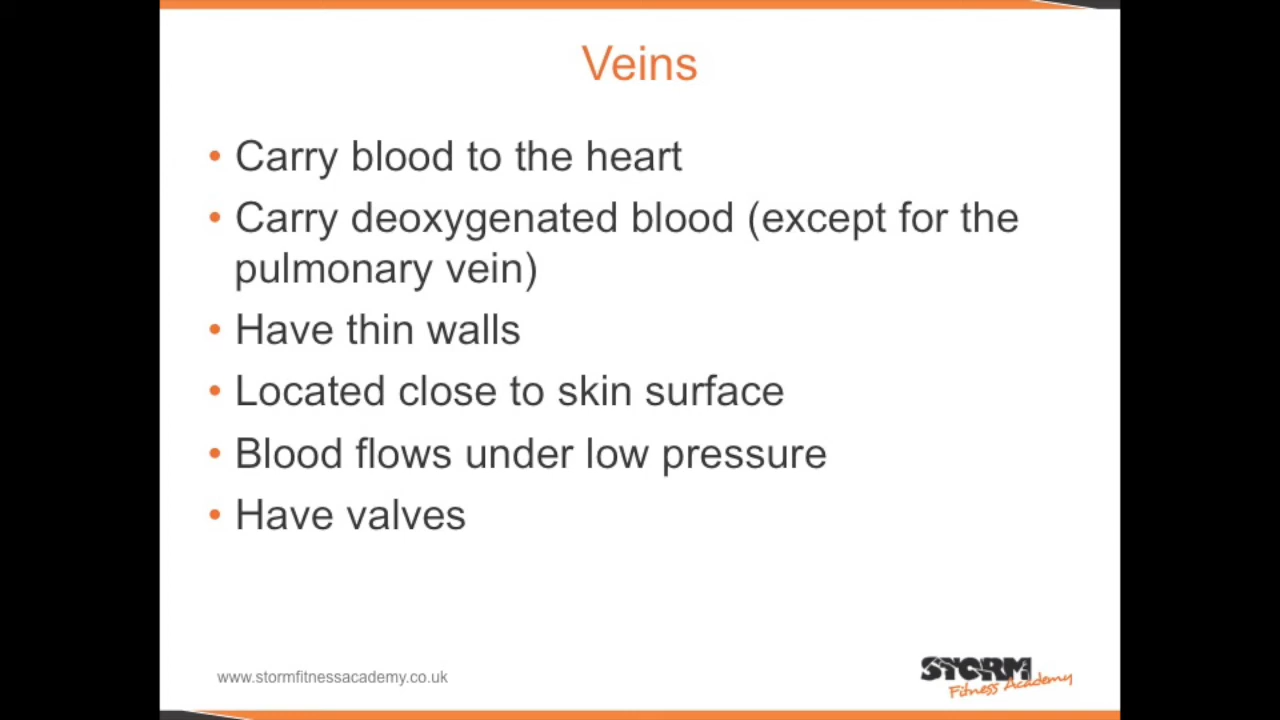 Veins
• Carry blood to the heart
• Carry deoxygenated blood (except for the
pulmonary vein)
• Have thin walls
• Located close to skin surface
• Blood flows under low pressure
• Have valves
www.stormfitnessacademy.co.uk
STORM
Fitness Academy